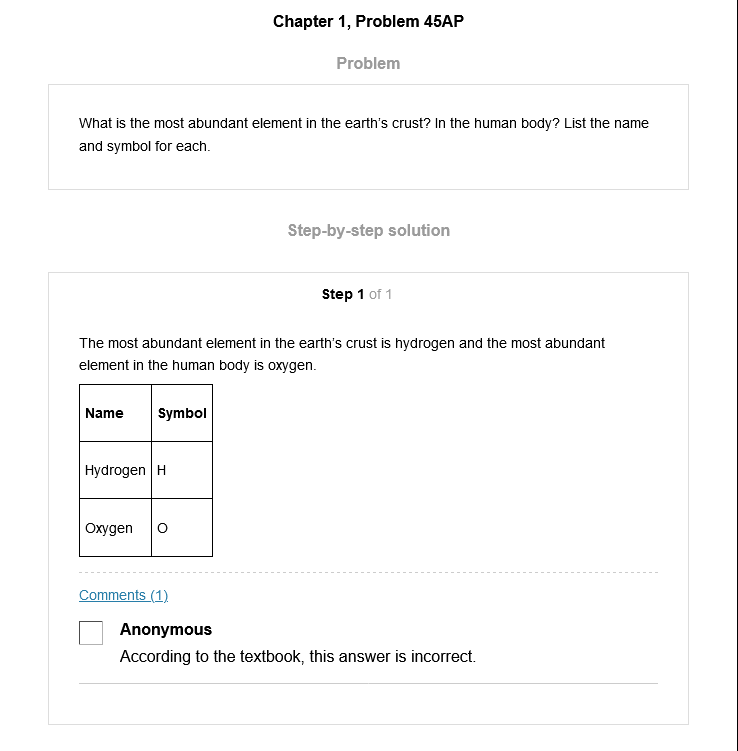 Chapter 1, Problem 45AP
Problem
What is the most abundant element in the earth's crust? In the human body? List the name
and symbol for each.
Step-by-step solution
Step 1 of 1
The most abundant element in the earth's crust is hydrogen and the most abundant
element in the human body is oxygen.
Name Symbol
Hydrogen H
Oxygen O
Comments (1)
Anonymous
According to the textbook, this answer is incorrect.